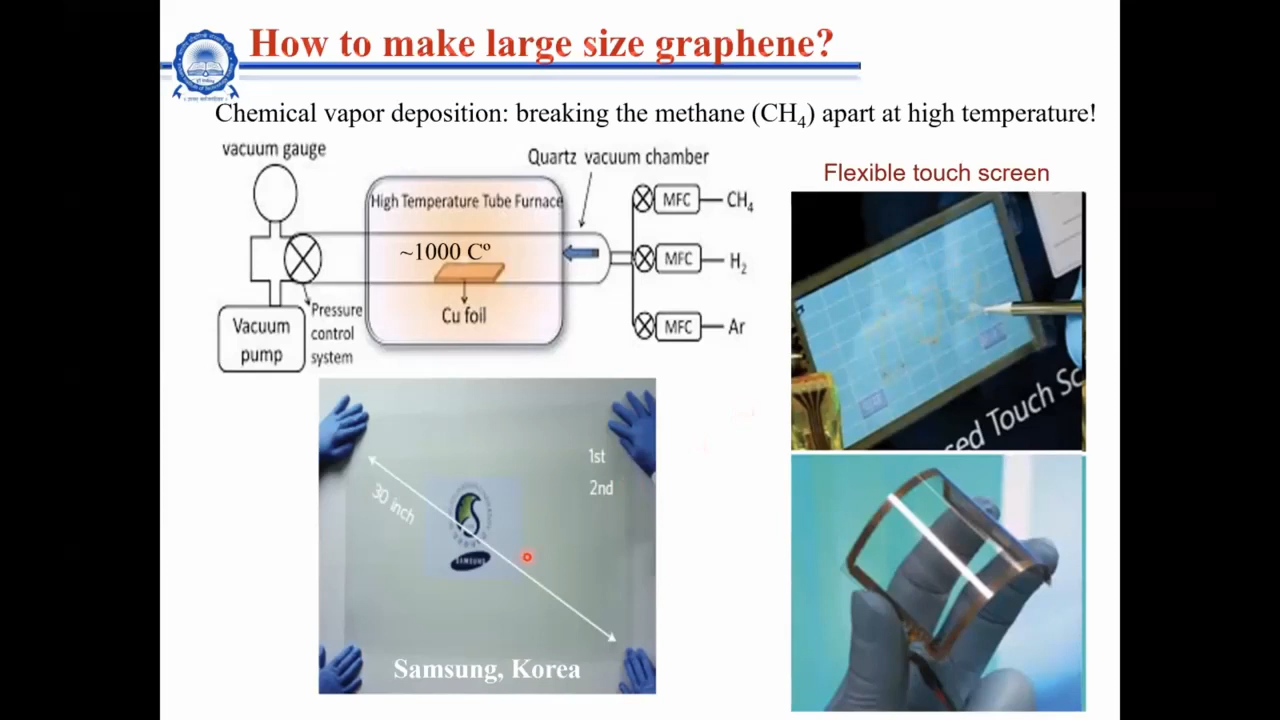 How to make large size graphene?
Chemical vapor deposition: breaking the methane (CH₄) apart at high temperature!
vacuum gauge
Quartz vacuum chamber
High Temperature Tube Furnace
~1000 Cº
Cu foil
MFC
CH₄
MFC
H₂
MFC
Ar
Pressure
control
system
Vacuum
pump
Flexible touch screen
sed Touch Sc
1st
2nd
30 inch
SAMSUNG
Samsung, Korea